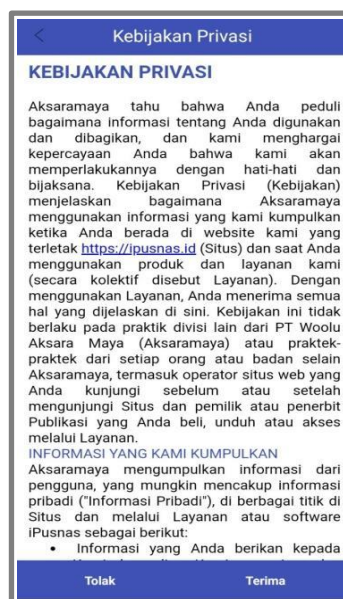 Kebijakan Privasi
KEBIJAKAN PRIVASI
Aksaramaya tahu bahwa Anda peduli
bagaimana informasi tentang Anda digunakan
dan dibagikan, dan kami menghargai
kepercayaan Anda bahwa kami akan
memperlakukannya dengan hati-hati dan
bijaksana. Kebijakan Privasi (Kebijakan)
menjelaskan bagaimana Aksaramaya
menggunakan informasi yang kami kumpulkan
ketika Anda berada di website kami yang
terletak https://ipusnas.id (Situs) dan saat Anda
menggunakan produk dan layanan kami
(secara kolektif disebut Layanan). Dengan
menggunakan Layanan, Anda menerima semua
hal yang dijelaskan di sini. Kebijakan ini tidak
berlaku pada praktik divisi lain dari PT Woolu
Aksara Maya (Aksaramaya) atau praktek-
praktek dari setiap orang atau badan selain
Aksaramaya, termasuk operator situs web yang
Anda kunjungi sebelum atau setelah
mengunjungi Situs dan pemilik atau penerbit
Publikasi yang Anda beli, unduh atau akses
melalui Layanan.
INFORMASI YANG KAMI KUMPULKAN
Aksaramaya mengumpulkan informasi dari
pengguna, yang mungkin mencakup informasi
pribadi ("Informasi Pribadi"), di berbagai titik di
Situs dan melalui Layanan atau software
iPusnas sebagai berikut:
• Informasi yang Anda berikan kepada
Tolak Terima